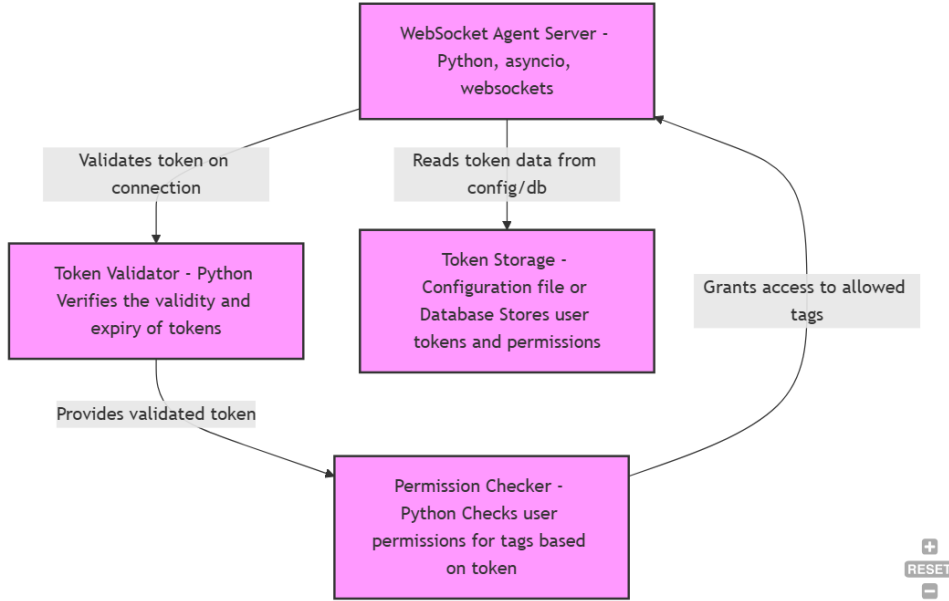 WebSocket Agent Server -
Python, asyncio,
websockets
Validates token on
connection
Reads token data from
config/db
Token Validator - Python
Verifies the validity and
expiry of tokens
Token Storage -
Configuration file or
Database Stores user
tokens and permissions
Grants access to allowed
tags
Provides validated token
Permission Checker -
Python Checks user
permissions for tags based
on token
RESET